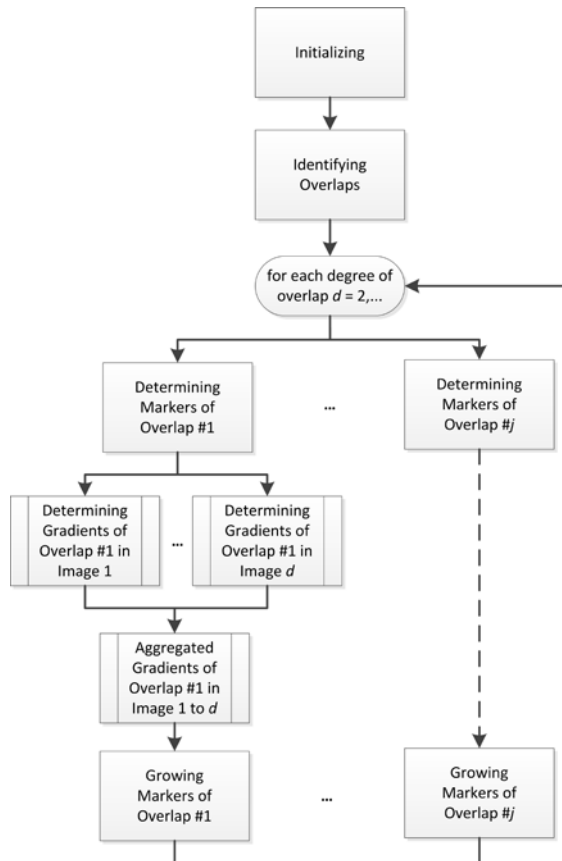 Initializing
Identifying
Overlaps
for each degree of
overlap d = 2,...
Determining
Markers of
Overlap #1
...
Determining
Markers of
Overlap #j
Determining
Gradients of
Overlap #1 in
Image 1
...
Determining
Gradients of
Overlap #1 in
Image d
Aggregated
Gradients of
Overlap #1 in
Image 1 to d
Growing
Markers of
Overlap #1
...
Growing
Markers of
Overlap #j